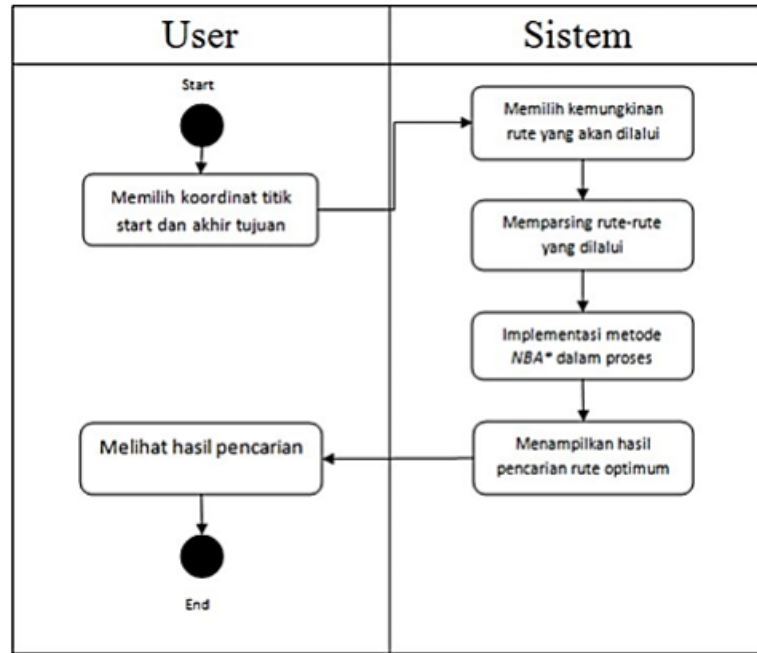 User
Sistem
Start
Memilih koordinat titik
start dan akhir tujuan
Memilih kemungkinan
rute yang akan dilalui
Memparsing rute-rute
yang dilalui
Implementasi metode
NBA* dalam proses
Menampilkan hasil
pencarian rute optimum
Melihat hasil pencarian
End